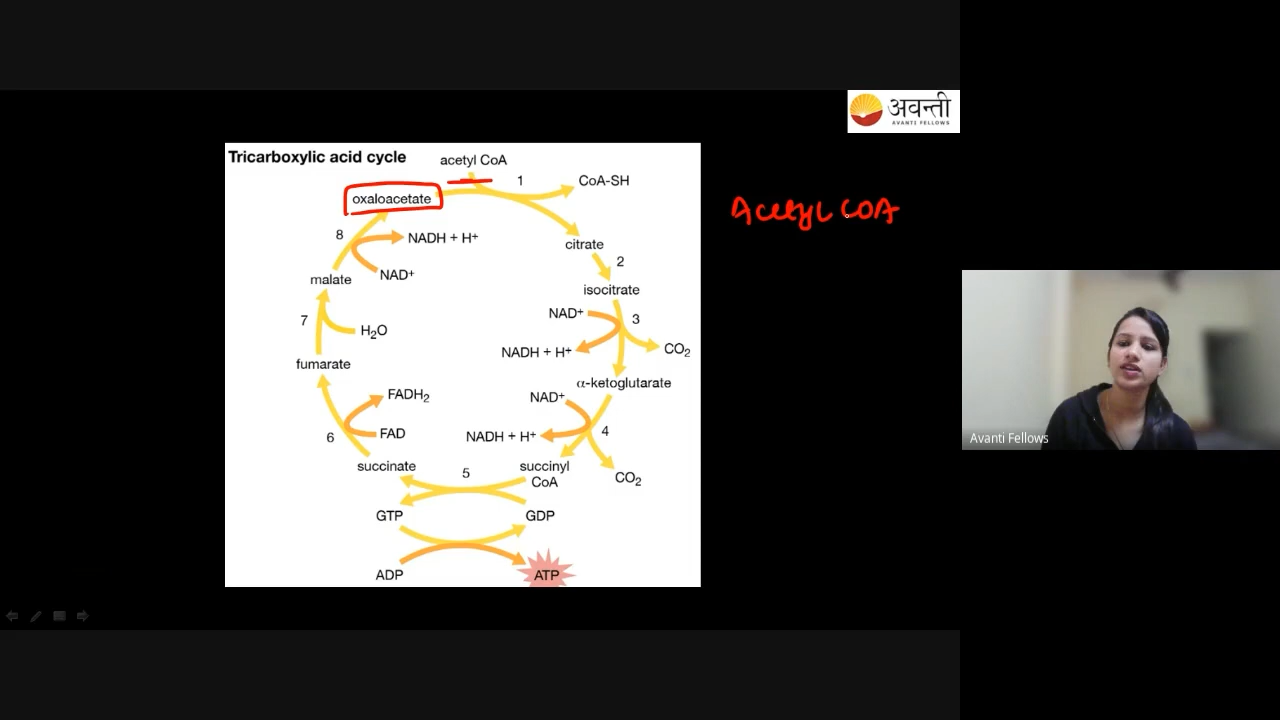 अवन्ती
AVANTI FELLOWS
Tricarboxylic acid cycle
acetyl CoA
1
CoA-SH
oxaloacetate
Acetyl COA
8
NADH + H⁺
citrate
2
malate
NAD⁺
isocitrate
NAD⁺
3
7
H₂O
NADH + H⁺
CO₂
fumarate
α-ketoglutarate
FADH₂
NAD⁺
6
FAD
NADH + H⁺
4
succinate
5
succinyl
CoA
CO₂
GTP
GDP
ADP
ATP
Avanti Fellows